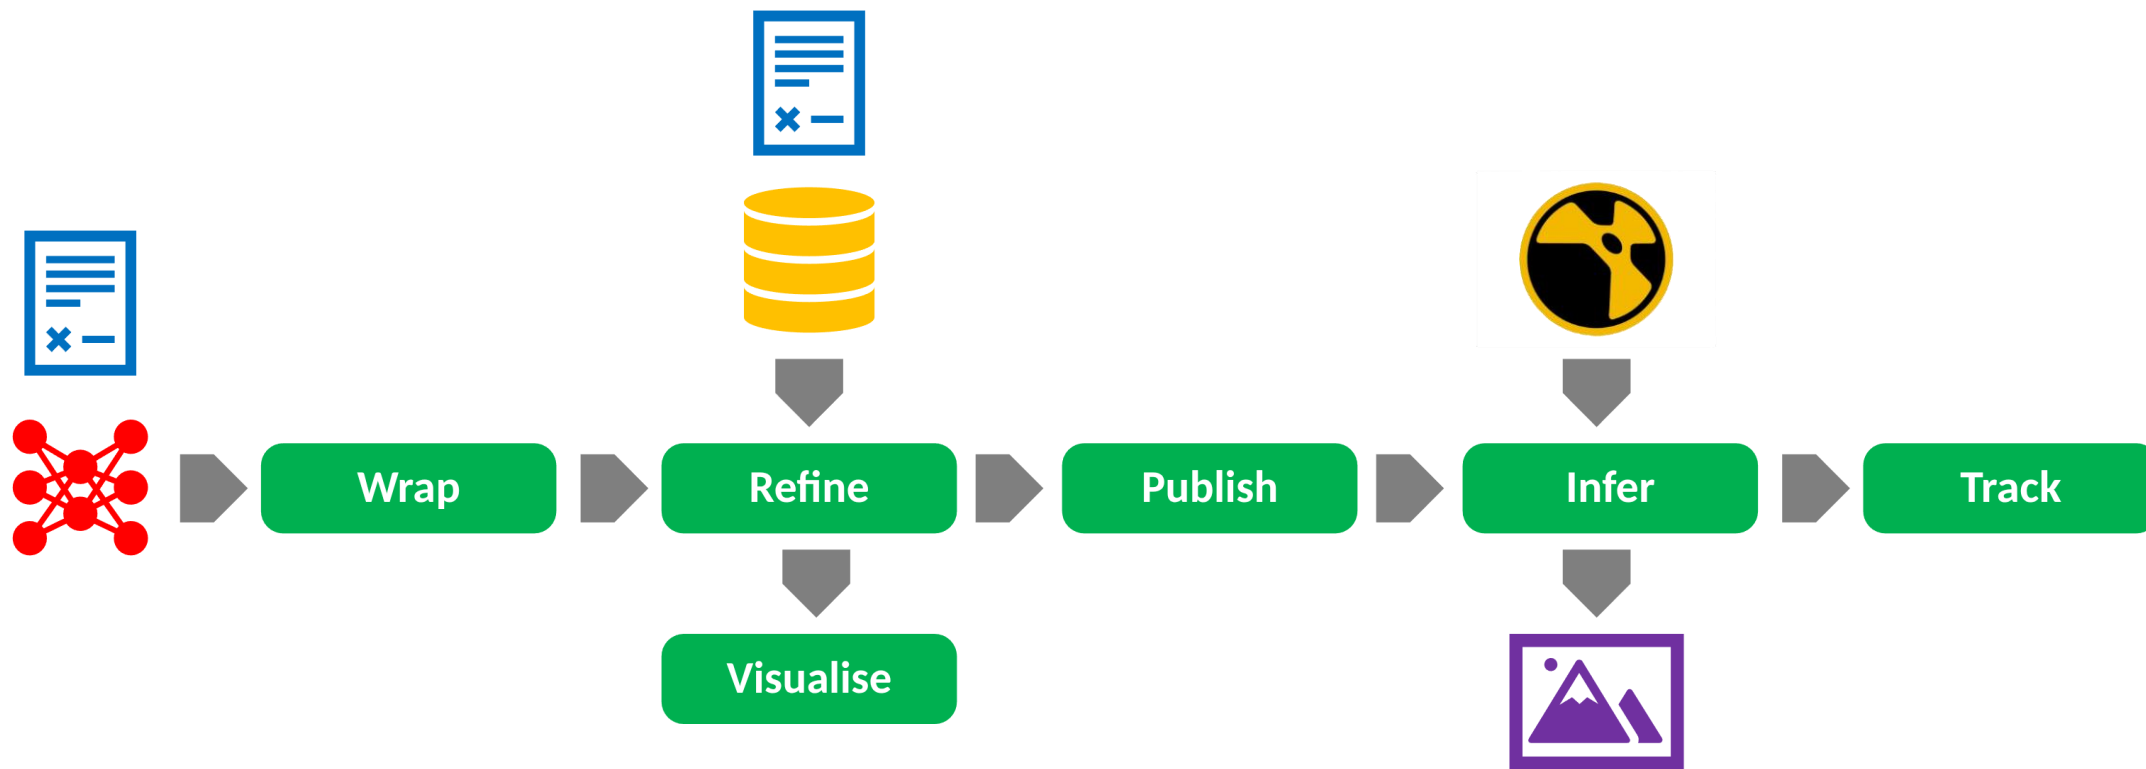 Wrap
Refine
Publish
Infer
Track
Visualise